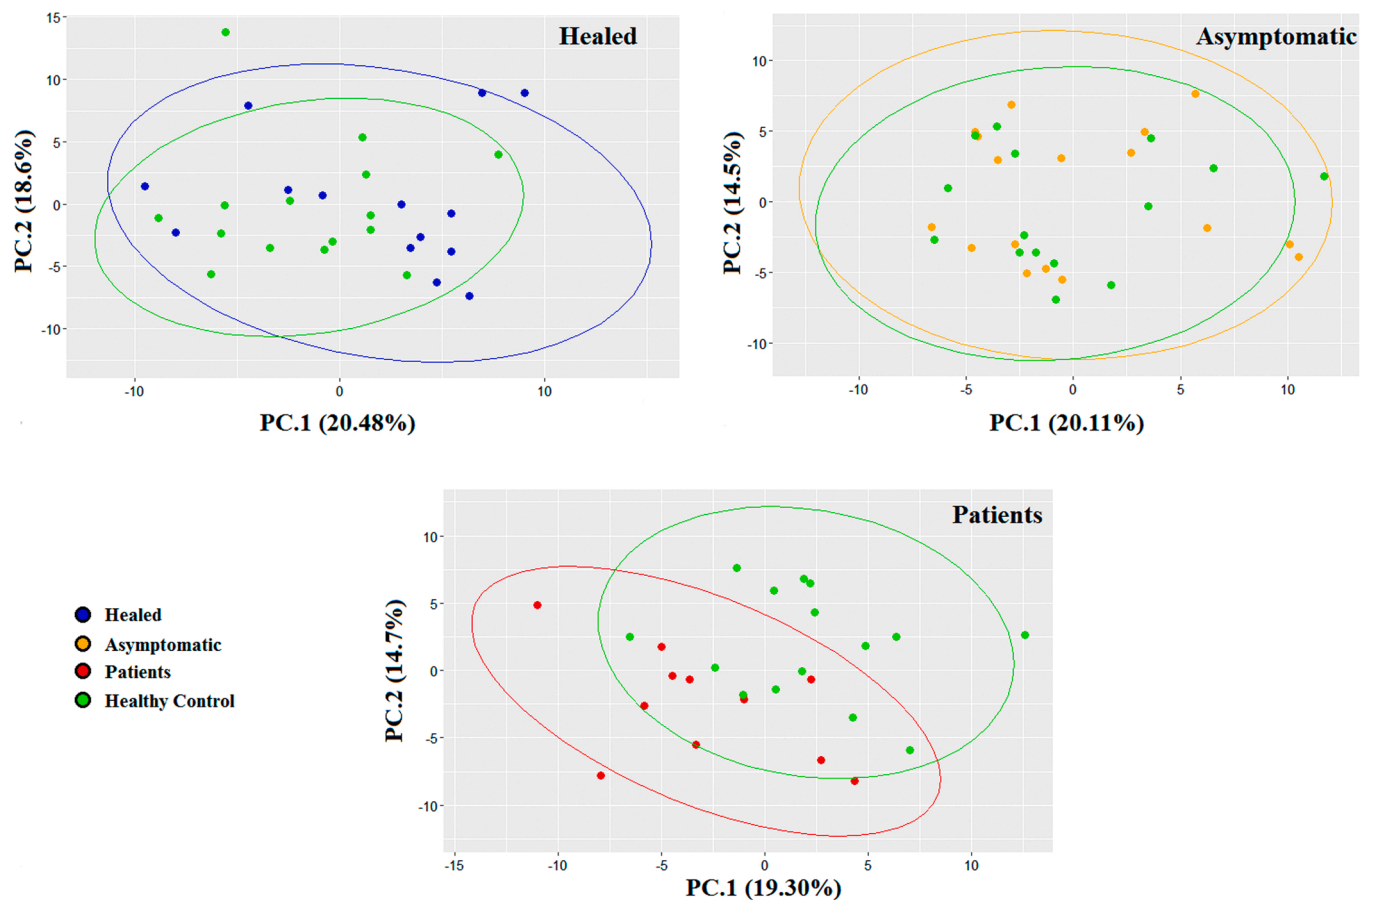 Healed
15
10
5
0
-5
-10
PC.2 (18.6%)
-10
0
10
PC.1 (20.48%)
Asymptomatic
10
5
0
-5
-10
PC.2 (14.5%)
-10
-5
0
5
10
PC.1 (20.11%)
Patients
10
5
0
-5
-10
PC.2 (14.7%)
-15
-10
-5
0
5
10
PC.1 (19.30%)
Healed
Asymptomatic
Patients
Healthy Control